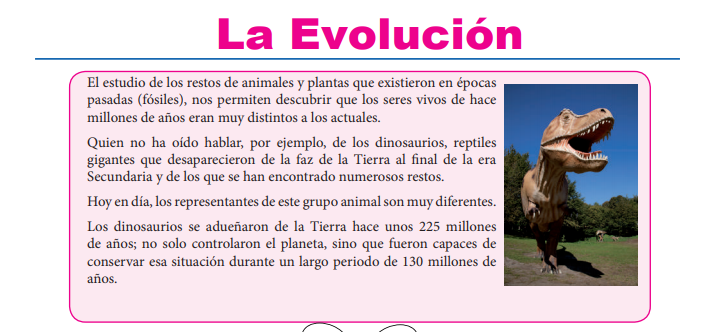 La Evolución
El estudio de los restos de animales y plantas que existieron en épocas
pasadas (fósiles), nos permiten descubrir que los seres vivos de hace
millones de años eran muy distintos a los actuales.
Quien no ha oído hablar, por ejemplo, de los dinosaurios, reptiles
gigantes que desaparecieron de la faz de la Tierra al final de la era
Secundaria y de los que se han encontrado numerosos restos.
Hoy en día, los representantes de este grupo animal son muy diferentes.
Los dinosaurios se adueñaron de la Tierra hace unos 225 millones
de años; no solo controlaron el planeta, sino que fueron capaces de
conservar esa situación durante un largo periodo de 130 millones de
años.